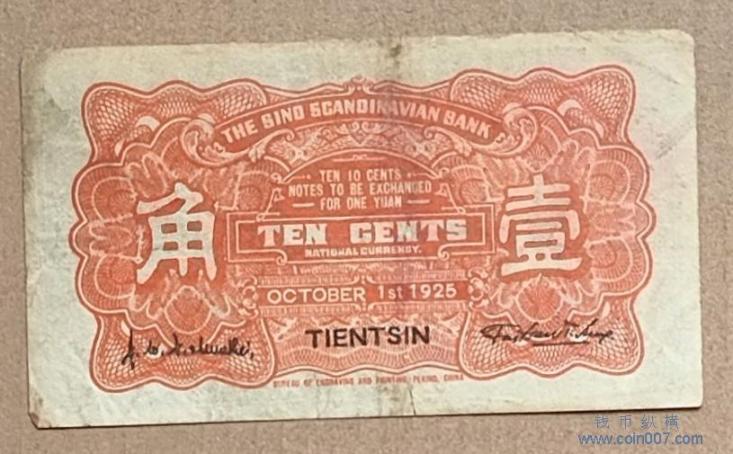 THE SINO SCANDINAVIAN BANK
TEN 10 CENTS
NOTES TO BE EXCHANGED
FOR ONE YUAN
角 壹
TEN CENTS
NATIONAL CURRENCY.
OCTOBER 1st 1925
TIENTSIN
BUREAU OF ENGRAVING AND PRINTING, PEKING, CHINA
钱币纵横
www.coin007.com